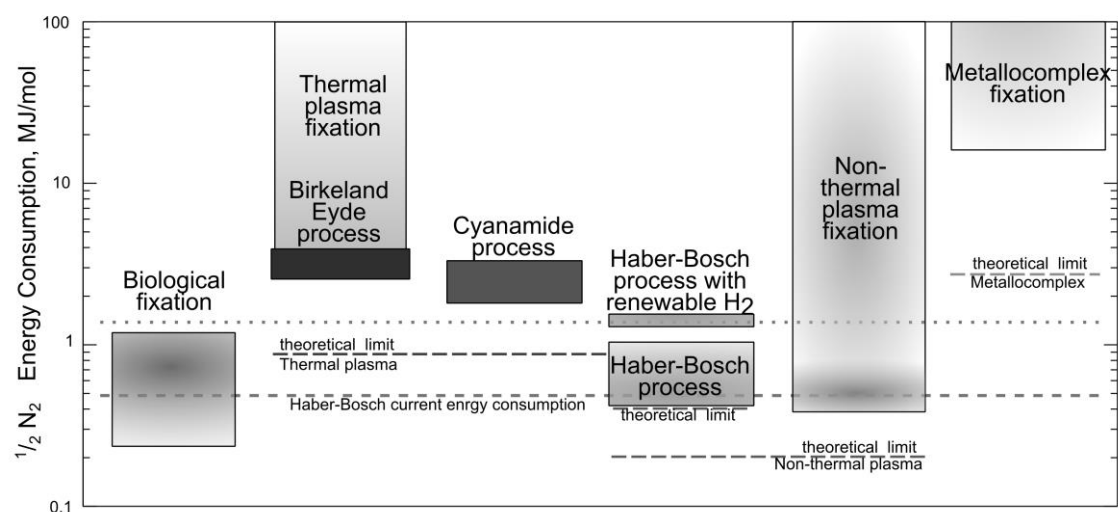 100
10
1
0.1
1/2 N2 Energy Consumption, MJ/mol
Biological
fixation
Thermal
plasma
fixation
Birkeland
Eyde
process
Cyanamide
process
Haber-Bosch
process with
renewable H2
Haber-Bosch
process
theoretical limit
Non-
thermal
plasma
fixation
Metallocomplex
fixation
theoretical limit
Metallocomplex
theoretical limit
Thermal plasma
Haber-Bosch current enrgy consumption
theoretical limit
Non-thermal plasma